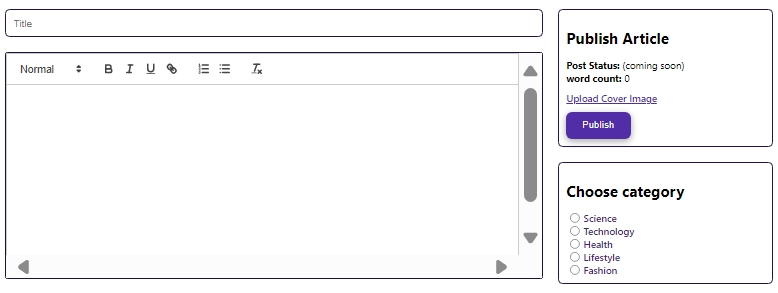 Title
Normal
B I U
Publish Article
Post Status: (coming soon)
word count: 0
Upload Cover Image
Publish
Choose category
Science
Technology
Health
Lifestyle
Fashion